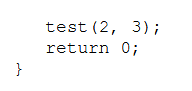 test(2, 3);
return 0;
}